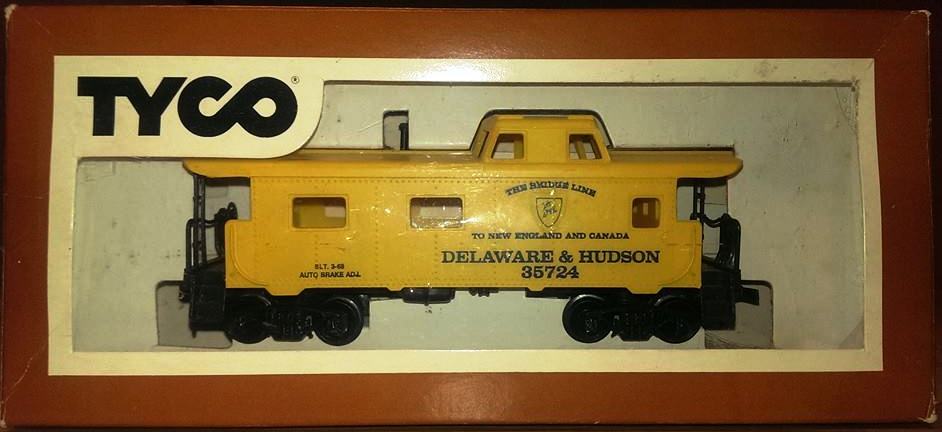 TYCO®
THE BRIDGE LINE
TO NEW ENGLAND AND CANADA
DELAWARE & HUDSON
35724
BLT. 3-68
AUTO BRAKE ADJ.